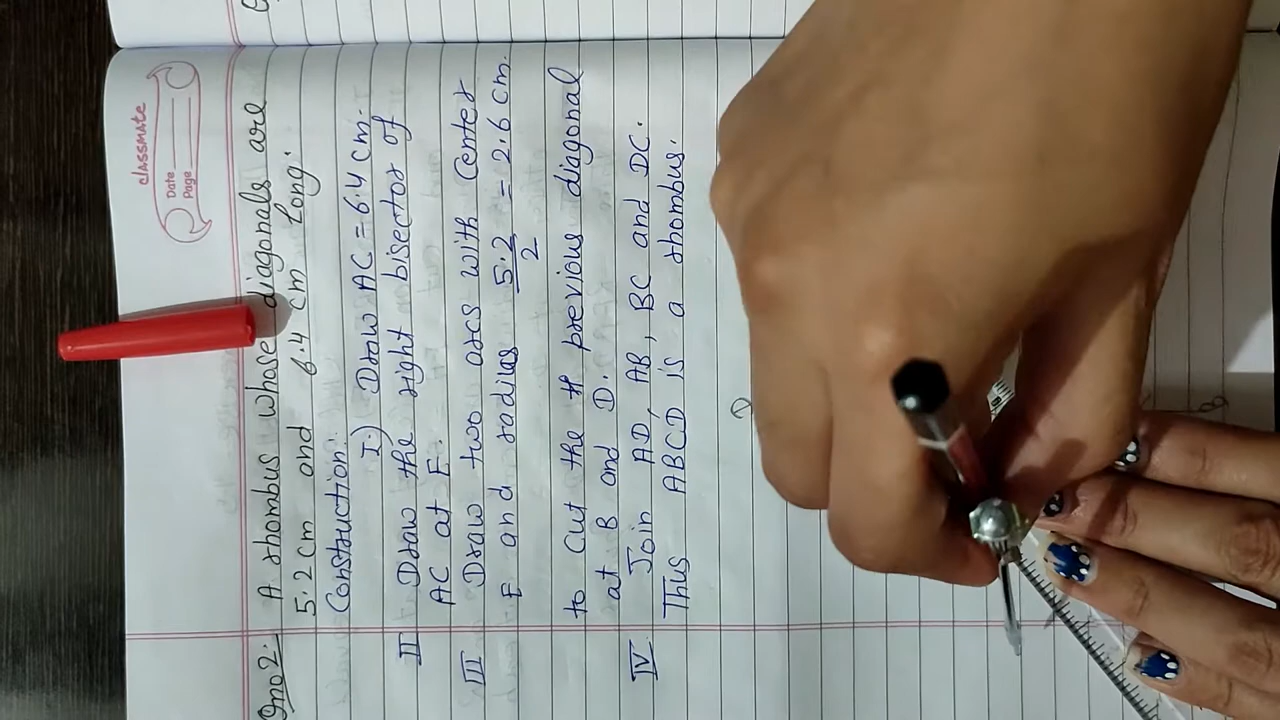 classmate
Date
Page
Qno2. A rhombus whose diagonals are
5.2 cm and 6.4 cm long.
Construction:
I.) Draw AC = 6.4 cm.
II Draw the right bisector of
AC at E.
III Draw two arcs with center
E and radius 5.2/2 = 2.6 cm.
to cut the previous diagonal
at B and D.
IV Join AD, AB, BC and DC.
Thus ABCD is a rhombus.
D